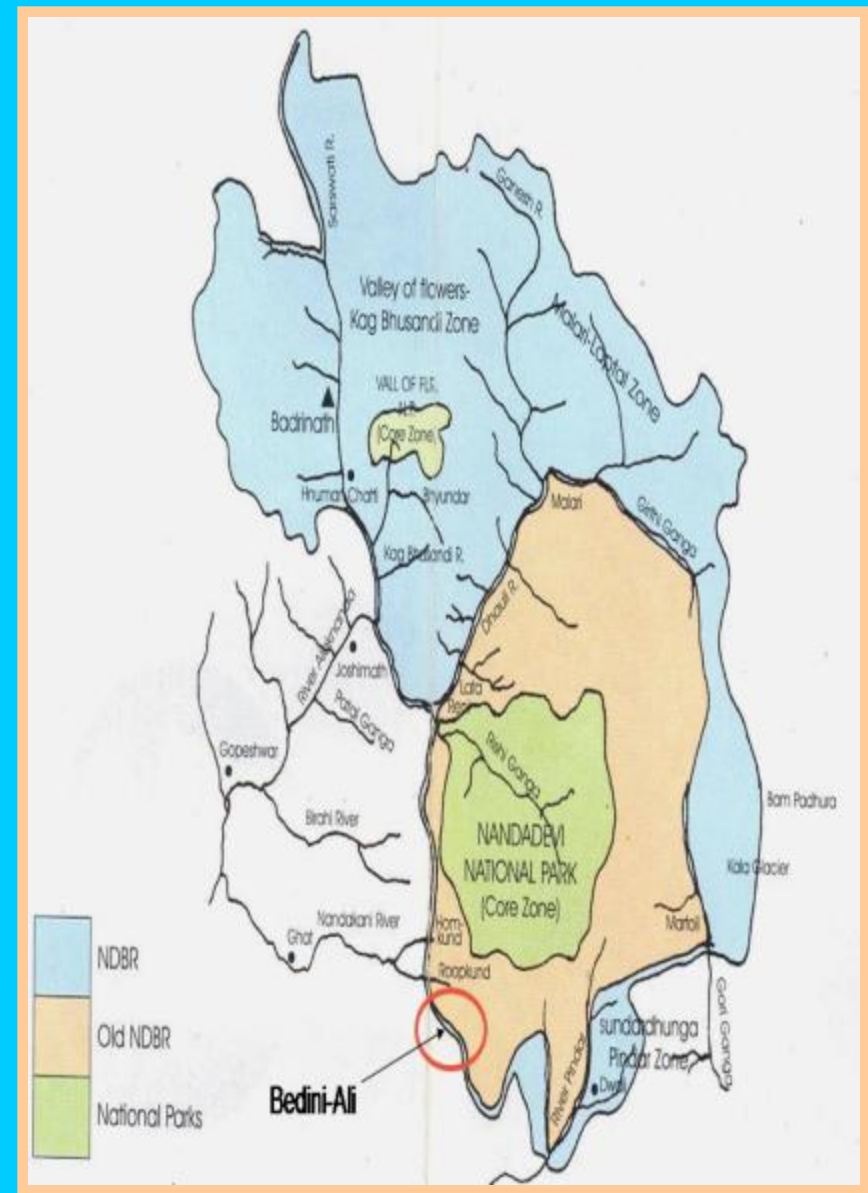 Saraswati R.
Ganesh R.
Valley of flowers-
Kag Bhusandi Zone
Malari-Laptal Zone
VALL OF FLS.
N.P.
(Core Zone)
Badrinath
Hnuman Chatti
Bhyundar
Malari
Girthi Ganga
Kag Bhusandi R.
Dhauli R.
River Alaknanda
Joshimath
Patal Ganga
Lata
Gopeshwar
Rishi Ganga
Birahi River
Bam Padhura
NANDADEVI
NATIONAL PARK
(Core Zone)
Kala Glacier
Nandakani River
Hom-
kund
Martoli
Ghat
Roopkund
NDBR
Gori Ganga
Old NDBR
sundardhunga
Pindar Zone
River Pindar
Dwali
Bedini-Ali
National Parks